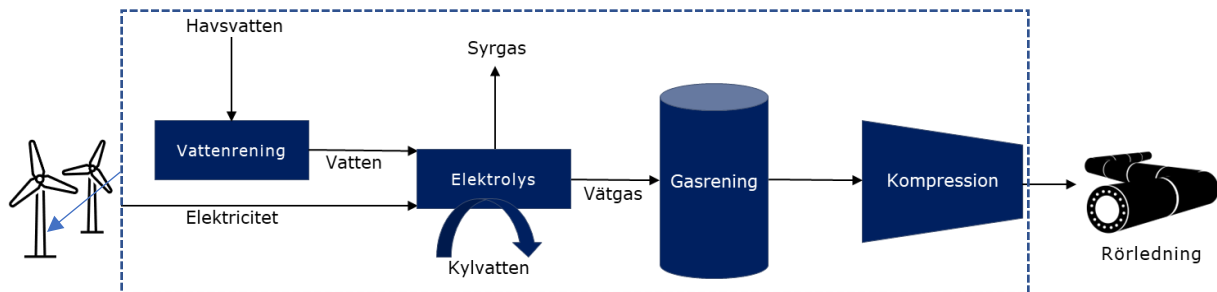 Havsvatten
Syrgas
Vattenrening
Vatten
Elektrolys
Vätgas
Gasrening
Kompression
Elektricitet
Kylvatten
Rörledning